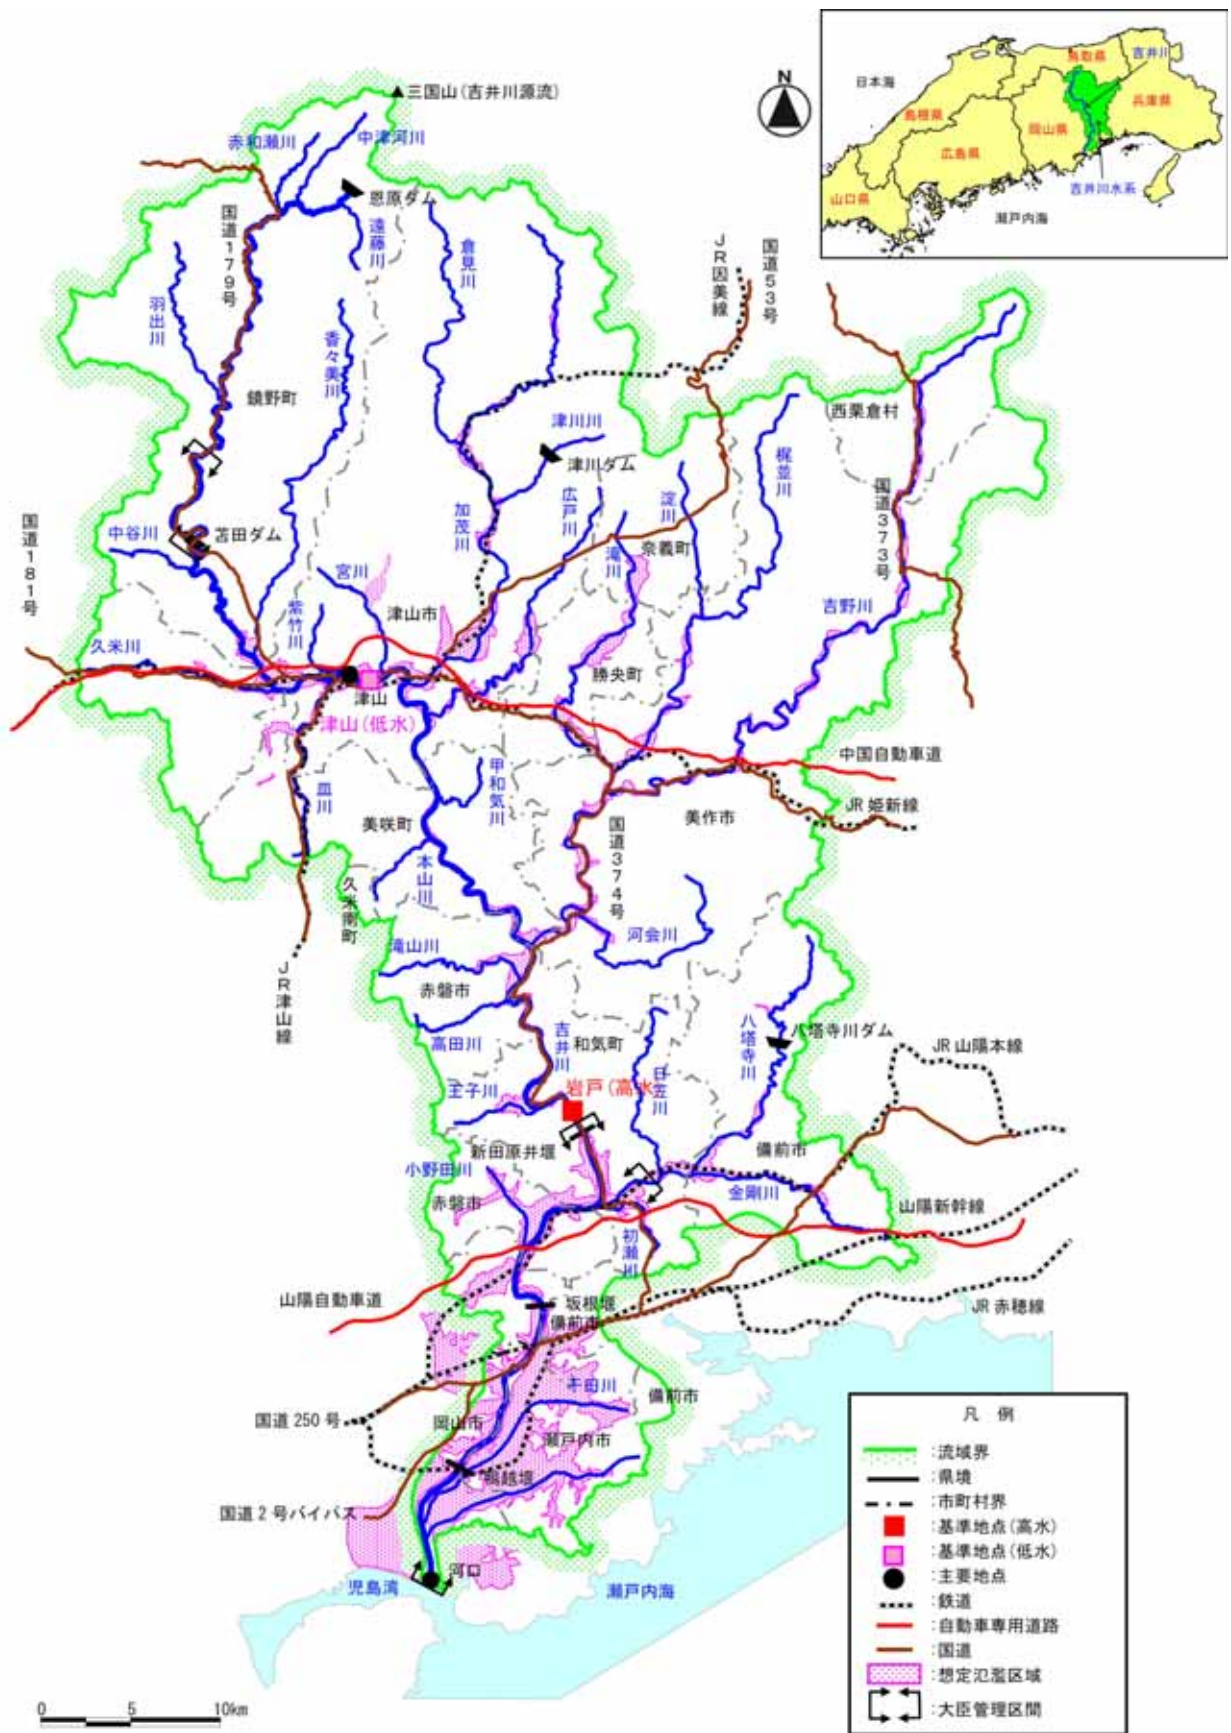 鳥取県
吉井川
日本海
兵庫県
島根県
岡山県
広島県
吉井川水系
山口県
瀬戸内海
N
三国山(吉井川源流)
赤和瀬川
中津河川
恩原ダム
遠藤川
国道179号
倉見川
JR因美線
国道53号
羽出川
香々美川
鏡野町
西粟倉村
津川川
津川ダム
梶並川
国道373号
加茂川
広戸川
淀川
滝川
奈義町
国道181号
中谷川
苫田ダム
宮川
紫竹川
津山市
吉野川
久米川
勝央町
津山
津山(低水)
中国自動車道
皿川
甲和気川
JR姫新線
美咲町
美作市
国道374号
本山川
久米南町
河会川
滝山川
JR津山線
赤磐市
吉井川
八塔寺川
八塔寺川ダム
JR山陽本線
高田川
和気町
日笠川
王子川
岩戸(高水
新田原井堰
備前市
小野田川
金剛川
赤磐市
山陽新幹線
初瀬川
山陽自動車道
坂根堰
備前市
JR赤穂線
千田川
備前市
国道250号
岡山市
瀬戸内市
鴨越堰
国道2号バイパス
河口
児島湾
瀬戸内海
凡 例
:流域界
:県境
:市町村界
:基準地点(高水)
:基準地点(低水)
:主要地点
:鉄道
:自動車専用道路
:国道
:想定氾濫区域
:大臣管理区間
0 5 10km